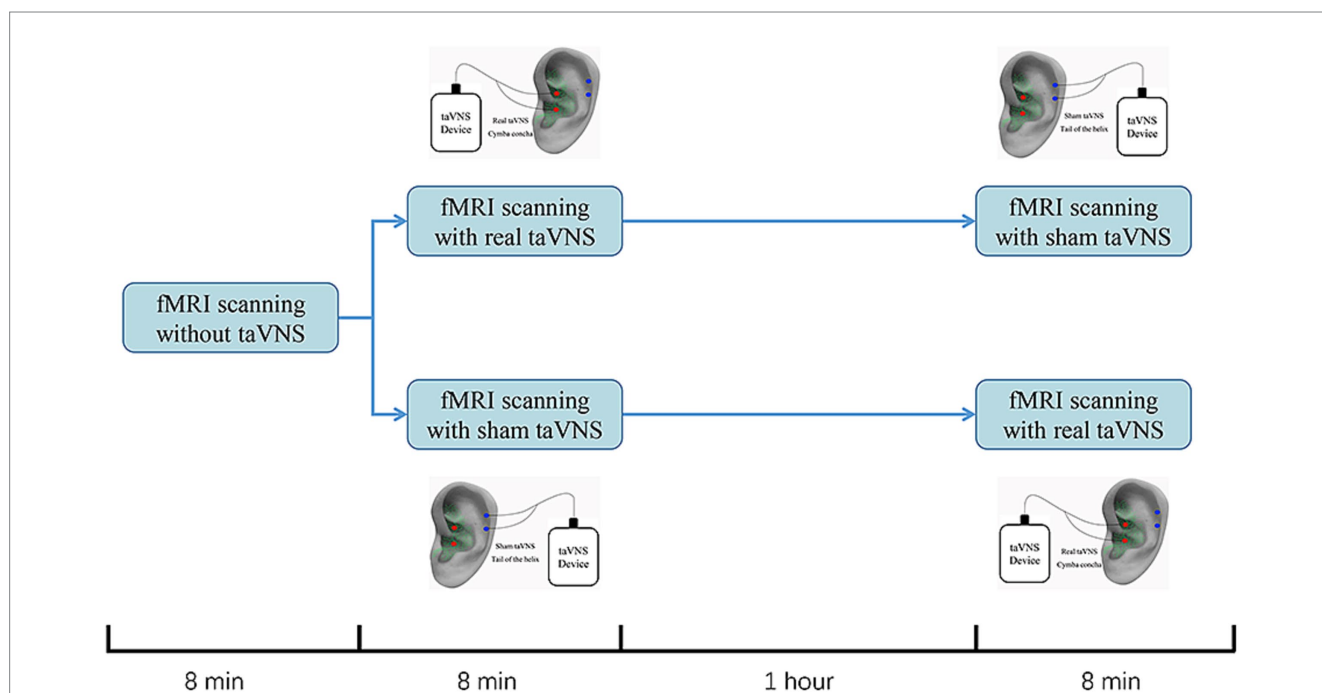 taVNS
Device
Real taVNS
Cymba concha
Sham taVNS
Tail of the helix
taVNS
Device
fMRI scanning
with real taVNS
fMRI scanning
with sham taVNS
fMRI scanning
without taVNS
fMRI scanning
with sham taVNS
fMRI scanning
with real taVNS
Sham taVNS
Tail of the helix
taVNS
Device
taVNS
Device
Real taVNS
Cymba concha
8 min
8 min
1 hour
8 min